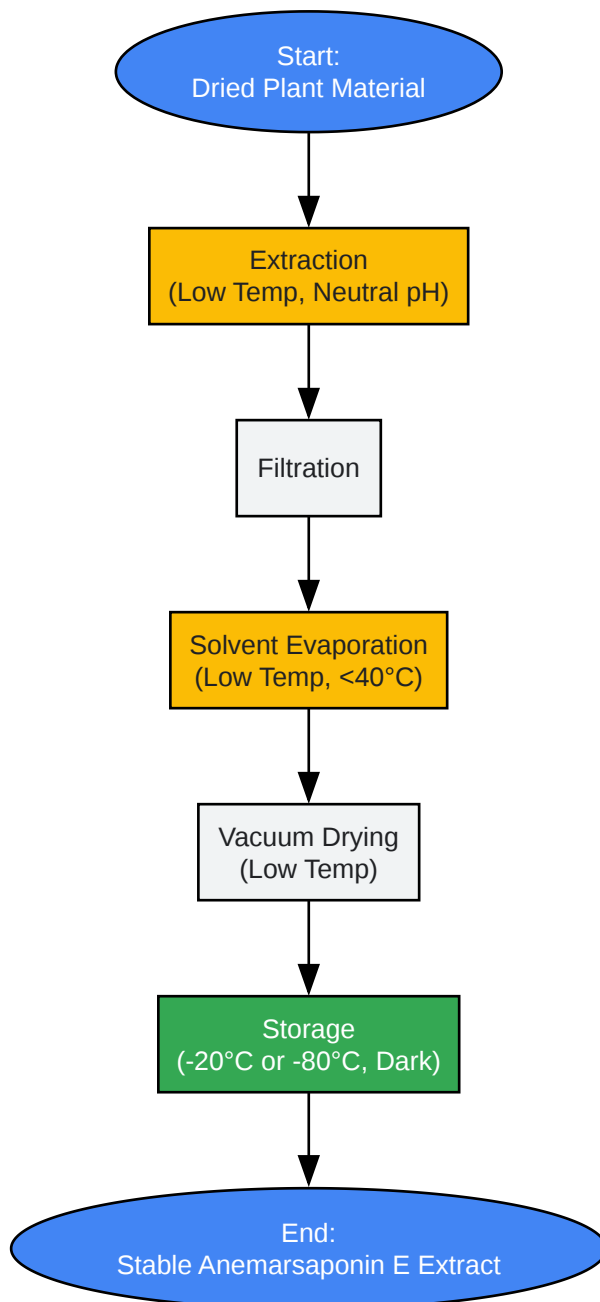 Start:
Dried Plant Material
Extraction
(Low Temp, Neutral pH)
Filtration
Solvent Evaporation
(Low Temp, <40°C)
Vacuum Drying
(Low Temp)
Storage
(-20°C or -80°C, Dark)
End:
Stable Anemarsaponin E Extract